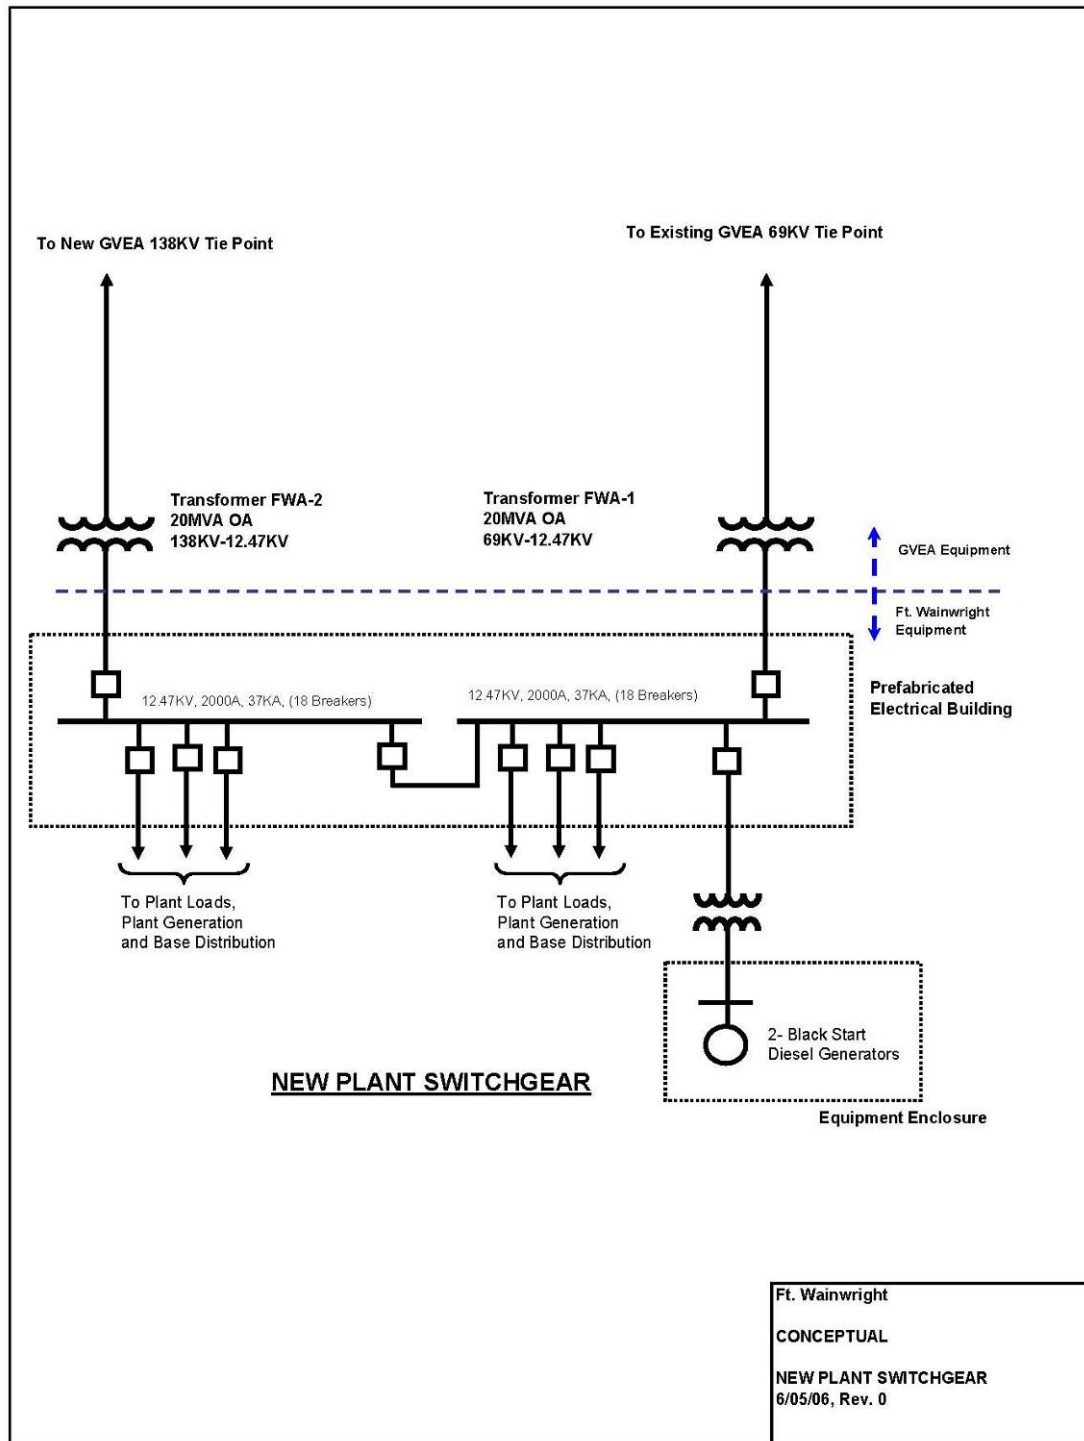 To New GVEA 138KV Tie Point
To Existing GVEA 69KV Tie Point
Transformer FWA-2
20MVA OA
138KV-12.47KV
Transformer FWA-1
20MVA OA
69KV-12.47KV
GVEA Equipment
Ft. Wainwright
Equipment
Prefabricated
Electrical Building
12.47KV, 2000A, 37KA, (18 Breakers)
12.47KV, 2000A, 37KA, (18 Breakers)
To Plant Loads,
Plant Generation
and Base Distribution
To Plant Loads,
Plant Generation
and Base Distribution
2- Black Start
Diesel Generators
Equipment Enclosure
NEW PLANT SWITCHGEAR
Ft. Wainwright
CONCEPTUAL
NEW PLANT SWITCHGEAR
6/05/06, Rev. 0